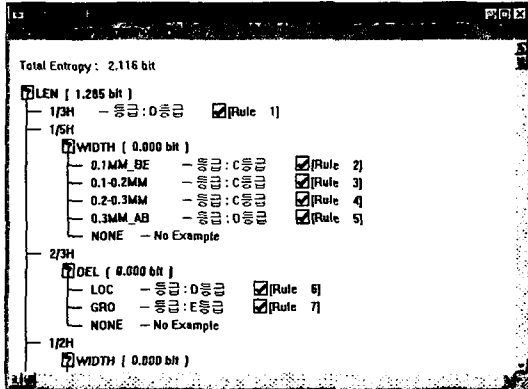 Total Entropy : 2.116 bit
LEN [ 1.285 bit ]
1/3H — 등급 : D등급 [Rule 1]
1/5H
WIDTH [ 0.000 bit ]
0.1MM_BE — 등급 : C등급 [Rule 2]
0.1-0.2MM — 등급 : C등급 [Rule 3]
0.2-0.3MM — 등급 : C등급 [Rule 4]
0.3MM_AB — 등급 : D등급 [Rule 5]
NONE — No Example
2/3H
DEL [ 0.000 bit ]
LOC — 등급 : D등급 [Rule 6]
GRO — 등급 : E등급 [Rule 7]
NONE — No Example
1/2H
WIDTH [ 0.000 bit ]